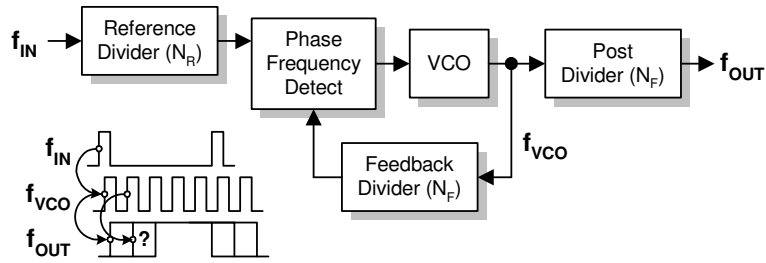 f_IN
Reference
Divider (N_R)
Phase
Frequency
Detect
VCO
Post
Divider (N_F)
f_OUT
f_VCO
Feedback
Divider (N_F)
f_IN
f_VCO
f_OUT
?